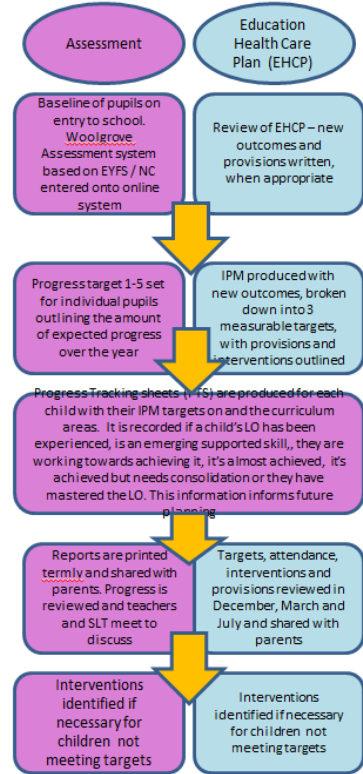 Assessment
Education
Health Care
Plan (EHCP)
Baseline of pupils on
entry to school.
Woolgrove
Assessment system
based on EYFS / NC
entered onto online
system
Review of EHCP – new
outcomes and
provisions written,
when appropriate
Progress target 1-5 set
for individual pupils
outlining the amount
of expected progress
over the year
IPM produced with
new outcomes, broken
down into 3
measurable targets,
with provisions and
interventions outlined
Progress Tracking sheets (PTS) are produced for each
child with their IPM targets on and the curriculum
areas. It is recorded if a child's LO has been
experienced, is an emerging supported skill,, they are
working towards achieving it, it's almost achieved, it's
achieved but needs consolidation or they have
mastered the LO. This information informs future
planning
Reports are printed
termly and shared with
parents. Progress is
reviewed and teachers
and SLT meet to
discuss
Targets, attendance,
interventions and
provisions reviewed in
December, March and
July and shared with
parents
Interventions
identified if
necessary for
children not
meeting targets
Interventions
identified if necessary
for children not
meeting targets